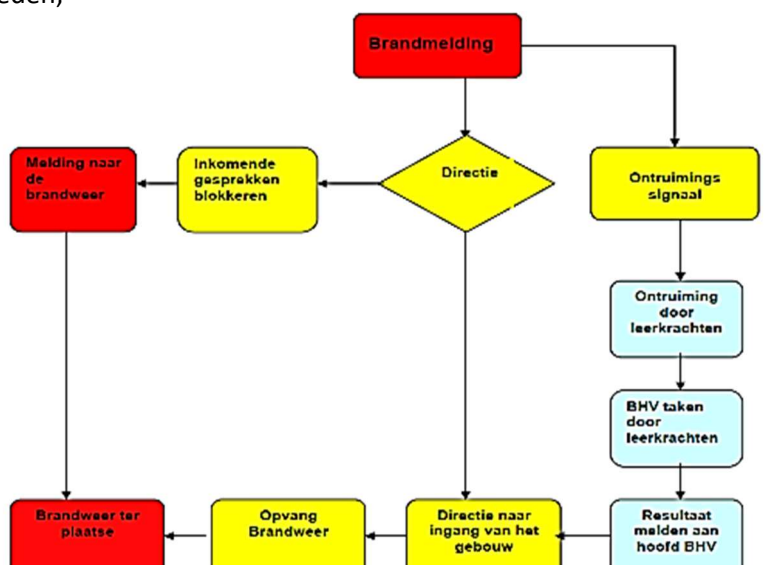 Brandmelding
Melding naar
de
brandweer
Inkomende
gesprekken
blokkeren
Directie
Ontruimings
signaal
Ontruiming
door
leerkrachten
BHV taken
door
leerkrachten
Brandweer ter
plaatse
Opvang
Brandweer
Directie naar
ingang van het
gebouw
Resultaat
melden aan
hoofd BHV